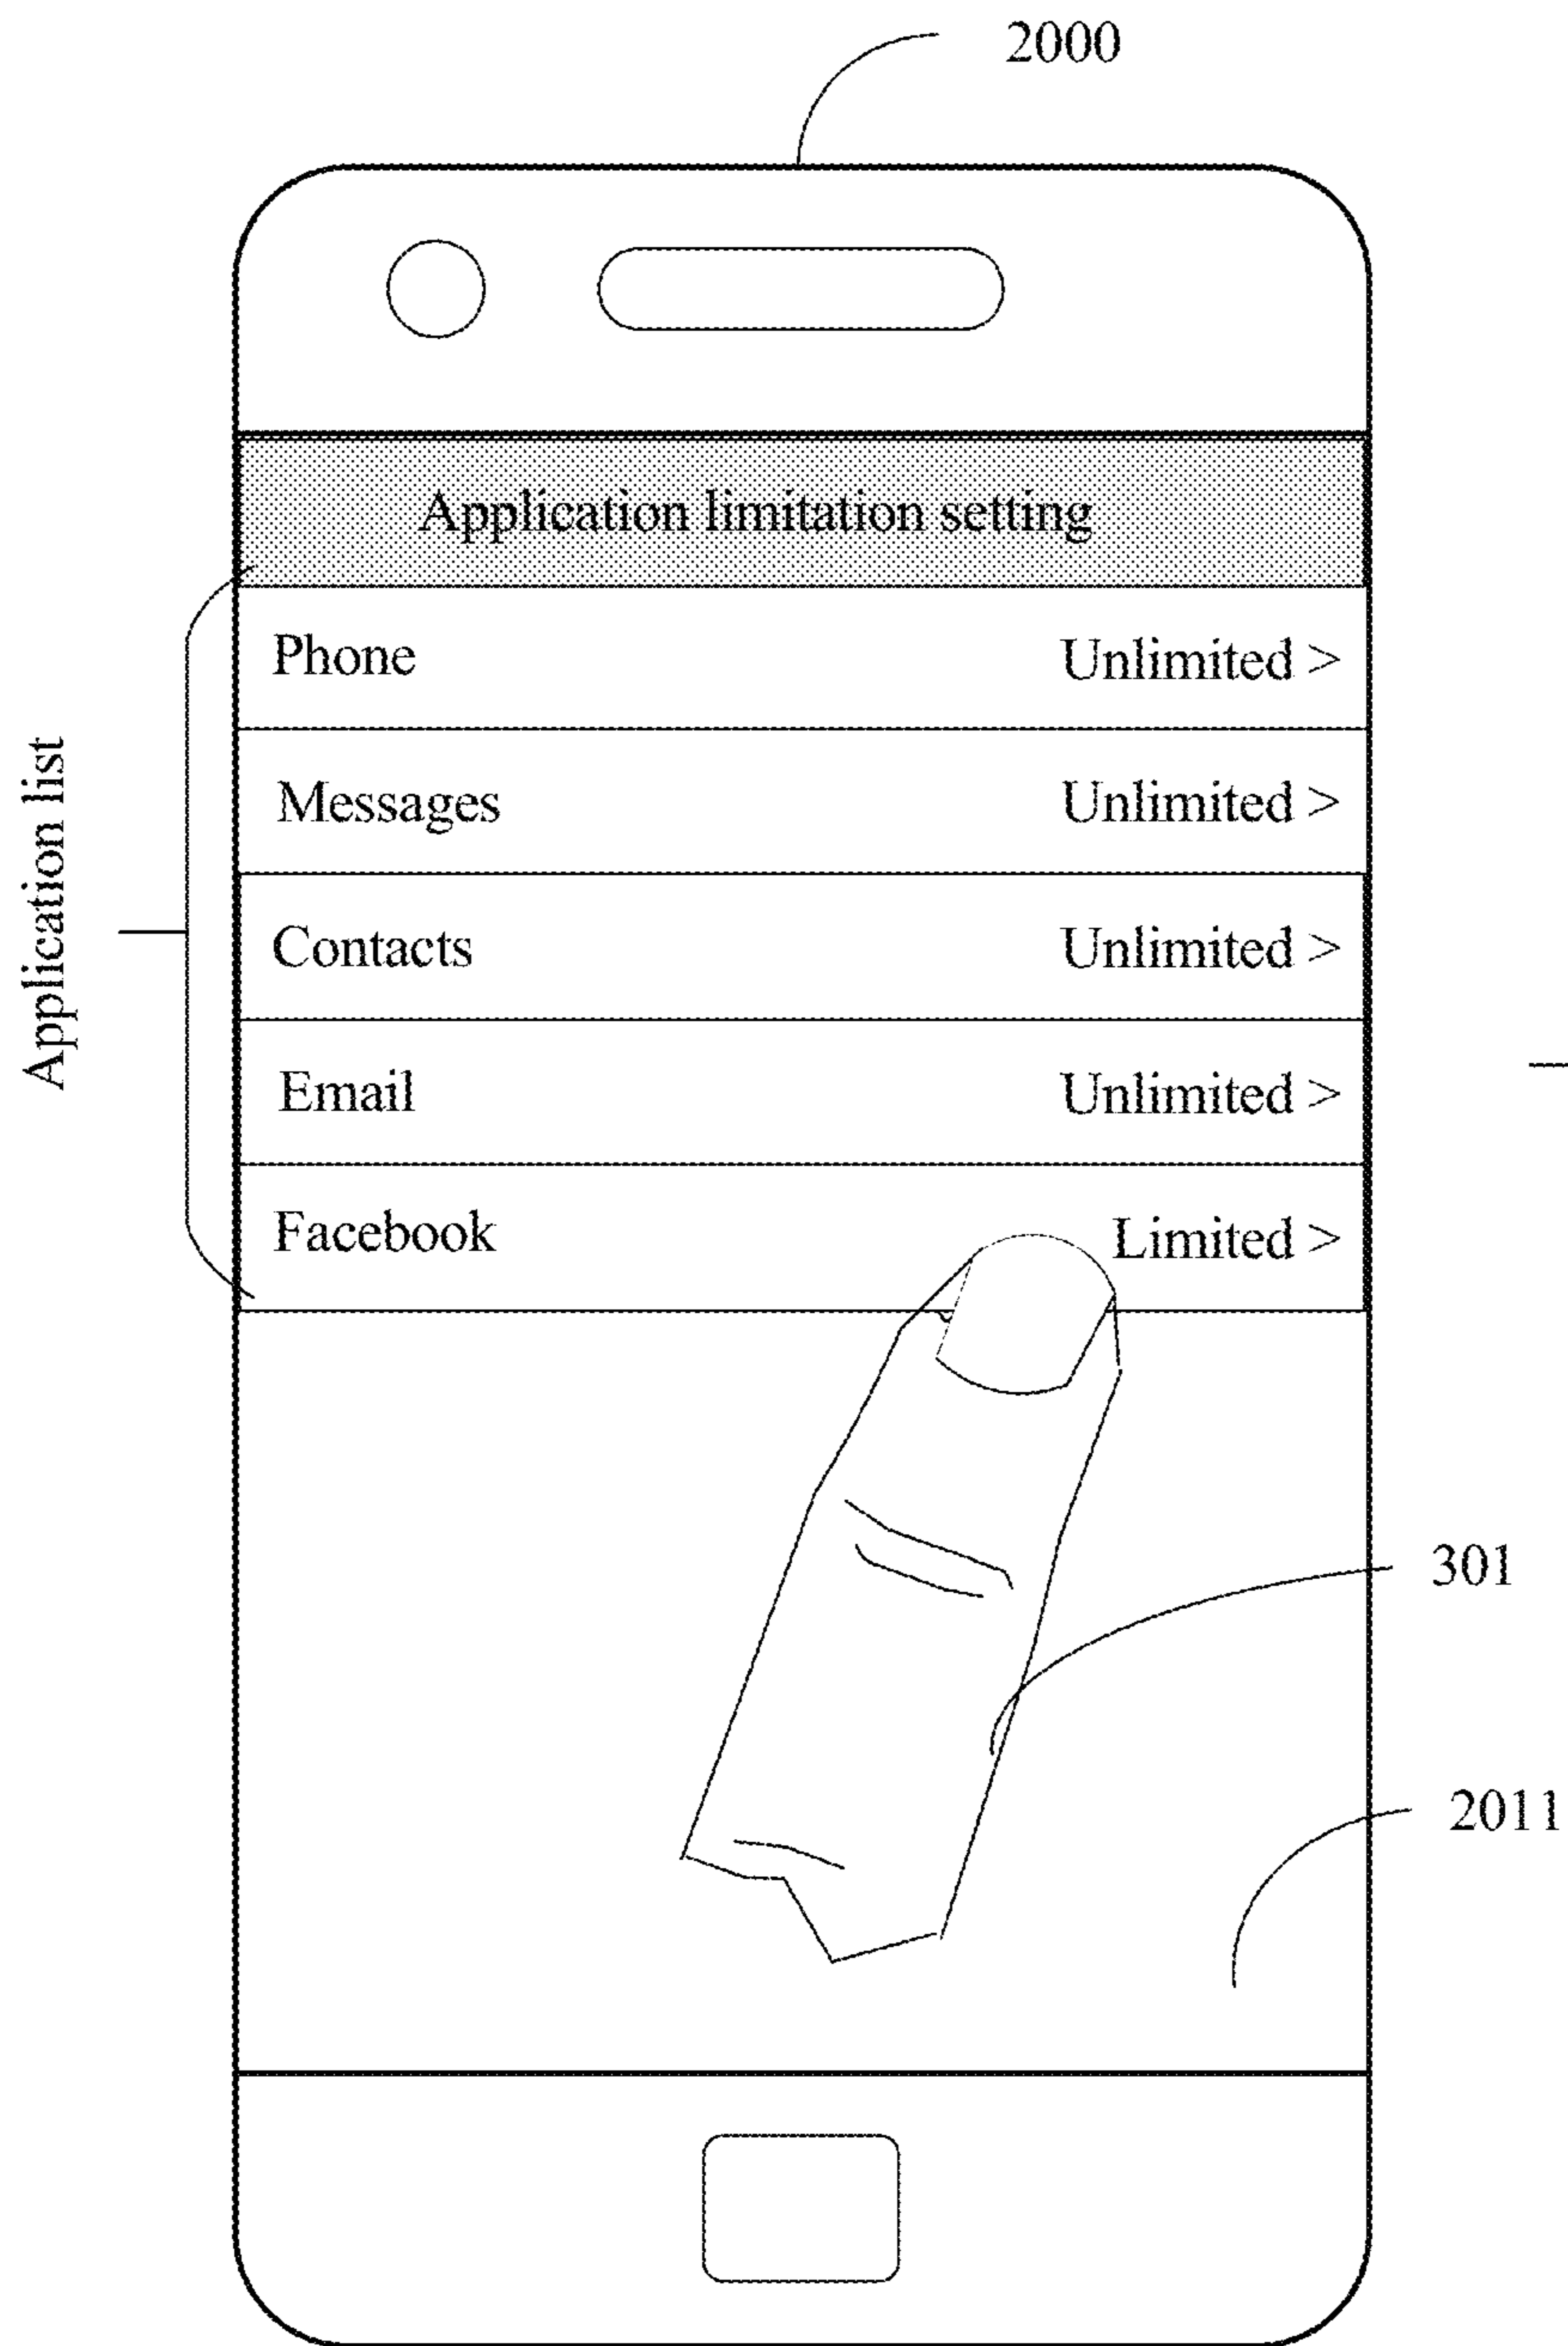 2000
Application limitation setting
Phone Unlimited >
Messages Unlimited >
Contacts Unlimited >
Email Unlimited >
Facebook Limited >
Application list
301
2011